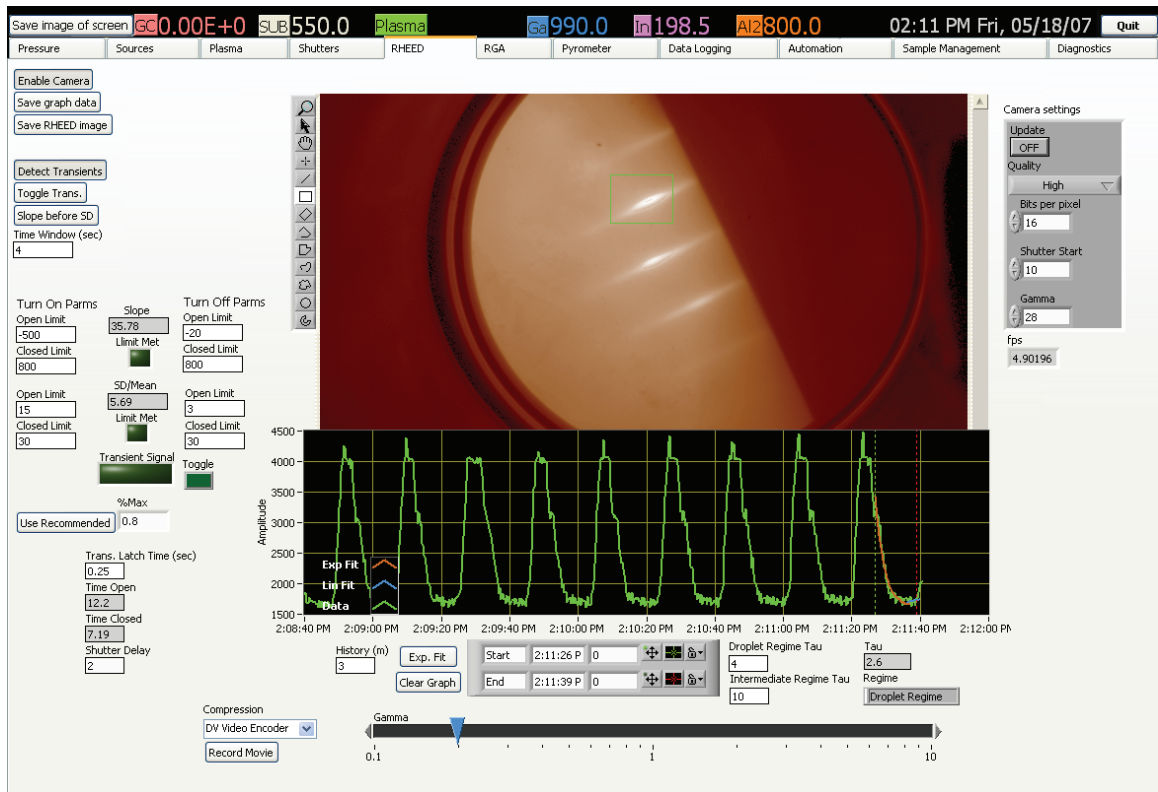 Save image of screen GC 0.00E+0 SUB 550.0 Plasma Ga 990.0 In 198.5 Al2 800.0 02:11 PM Fri, 05/18/07 Quit
Pressure Sources Plasma Shutters RHEED RGA Pyrometer Data Logging Automation Sample Management Diagnostics
Enable Camera
Save graph data
Save RHEED image
Detect Transients
Toggle Trans.
Slope before SD
Time Window (sec)
4
Turn On Parms
Open Limit
-500
Closed Limit
800
Slope
35.78
Llimit Met
Turn Off Parms
Open Limit
-20
Closed Limit
800
Open Limit
15
Closed Limit
30
SD/Mean
5.69
Limit Met
Open Limit
3
Closed Limit
30
Transient Signal
Toggle
%Max
Use Recommended 0.8
Trans. Latch Time (sec)
0.25
Time Open
12.2
Time Closed
7.19
Shutter Delay
2
Camera settings
Update
OFF
Quality
High
Bits per pixel
16
Shutter Start
10
Gamma
28
fps
4.90196
Amplitude
4500
4000
3500
3000
2500
2000
1500
Exp Fit
Lin Fit
Data
2:08:40 PM 2:09:00 PM 2:09:20 PM 2:09:40 PM 2:10:00 PM 2:10:20 PM 2:10:40 PM 2:11:00 PM 2:11:20 PM 2:11:40 PM 2:12:00 PM
History (m)
3
Exp. Fit
Clear Graph
Start 2:11:26 P 0
End 2:11:39 P 0
Droplet Regime Tau
4
Intermediate Regime Tau
10
Tau
2.6
Regime
Droplet Regime
Compression
DV Video Encoder
Record Movie
Gamma
0.1 1 10